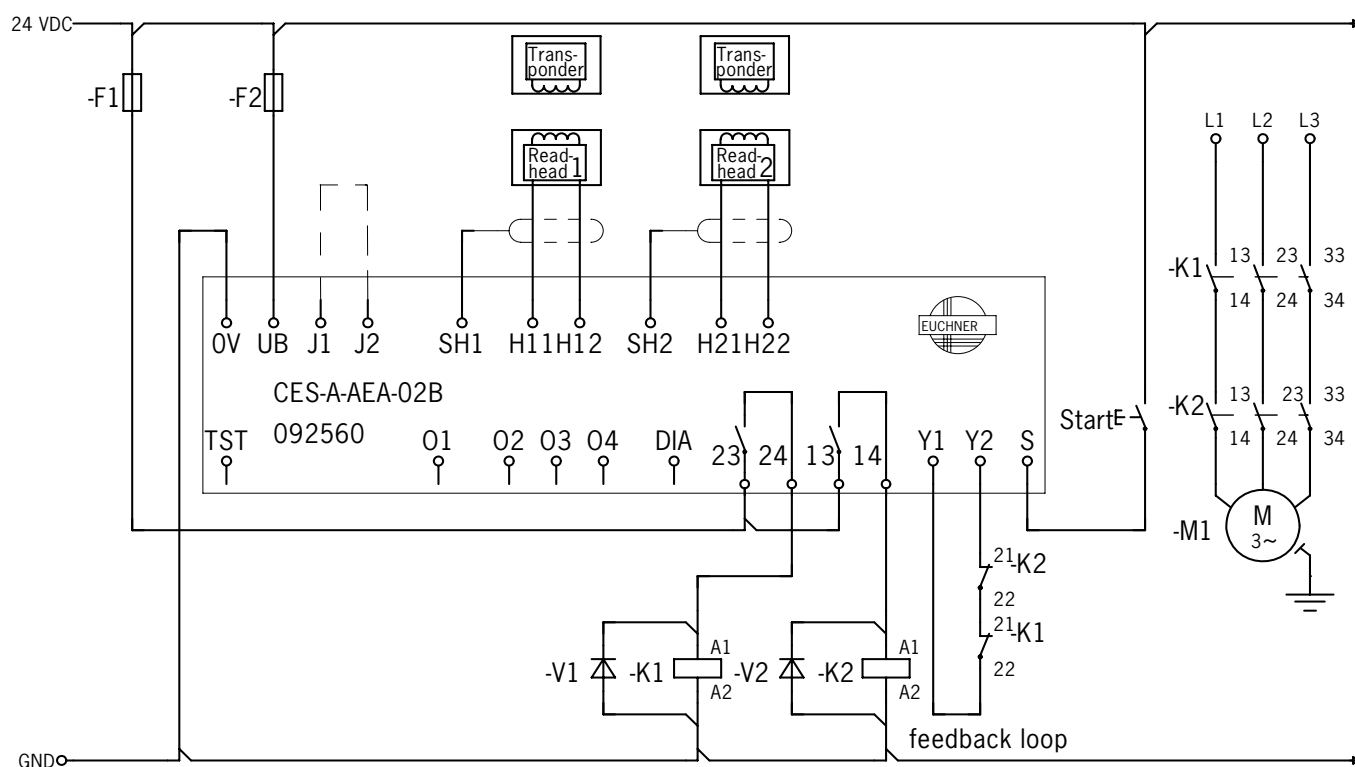 24 VDC
Trans-
ponder
Trans-
ponder
-F1
-F2
L1 L2 L3
Read-
head 1
Read-
head 2
-K1
13 23 33
14 24 34
EUCHNER
0V UB J1 J2 SH1 H11 H12 SH2 H21 H22
CES-A-AEA-02B
092560
-K2
13 23 33
14 24 34
Start
TST O1 O2 O3 O4 DIA 23 24 13 14 Y1 Y2 S
-M1
M
3~
21
-K2
22
21
-K1
22
-V1
-K1
A1
A2
-V2
-K2
A1
A2
feedback loop
GND